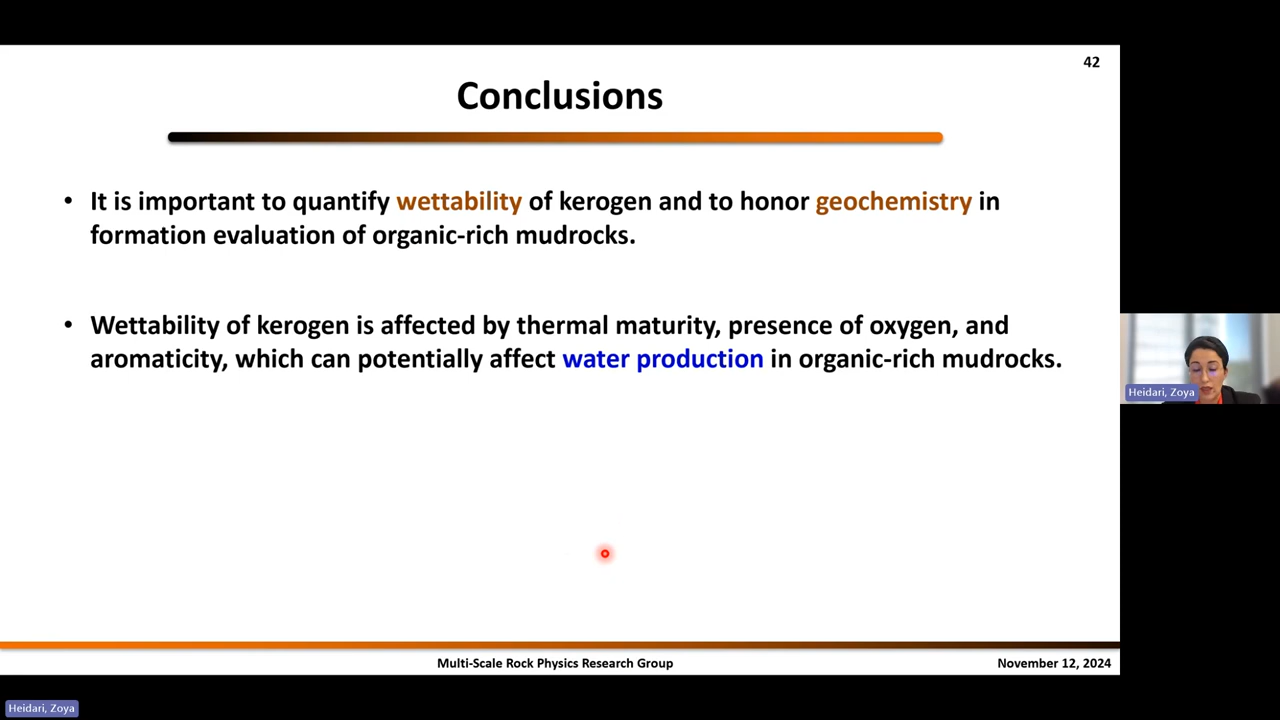 42
Conclusions
• It is important to quantify wettability of kerogen and to honor geochemistry in
formation evaluation of organic-rich mudrocks.
• Wettability of kerogen is affected by thermal maturity, presence of oxygen, and
aromaticity, which can potentially affect water production in organic-rich mudrocks.
Heidari, Zoya
Multi-Scale Rock Physics Research Group
November 12, 2024
Heidari, Zoya